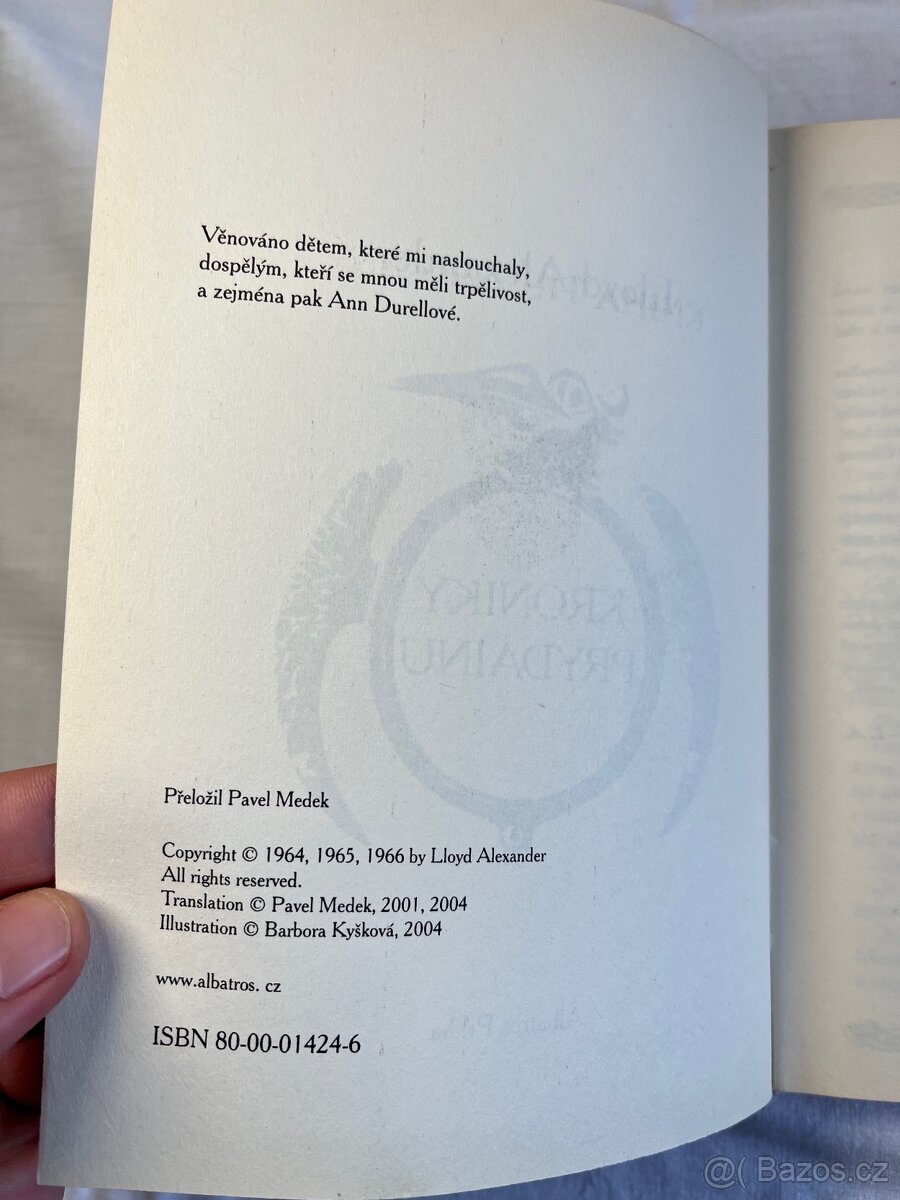 Věnováno dětem, které mi naslouchaly,
dospělým, kteří se mnou měli trpělivost,
a zejména pak Ann Durellové.
KRONIKY
PRYDAINU
Přeložil Pavel Medek
Copyright © 1964, 1965, 1966 by Lloyd Alexander
All rights reserved.
Translation © Pavel Medek, 2001, 2004
Illustration © Barbora Kyšková, 2004
www.albatros. cz
ISBN 80-00-01424-6
@( Bazos.cz